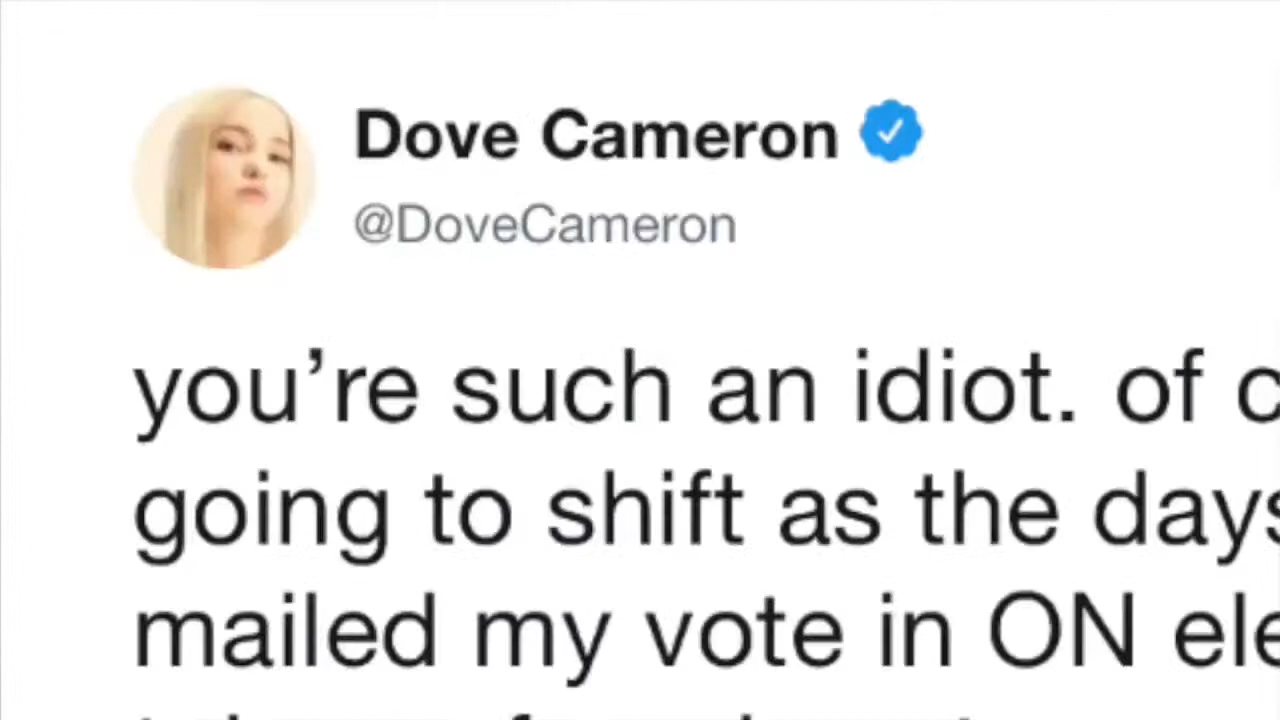 Dove Cameron
@DoveCameron
you’re such an idiot. of
going to shift as the days
mailed my vote in ON